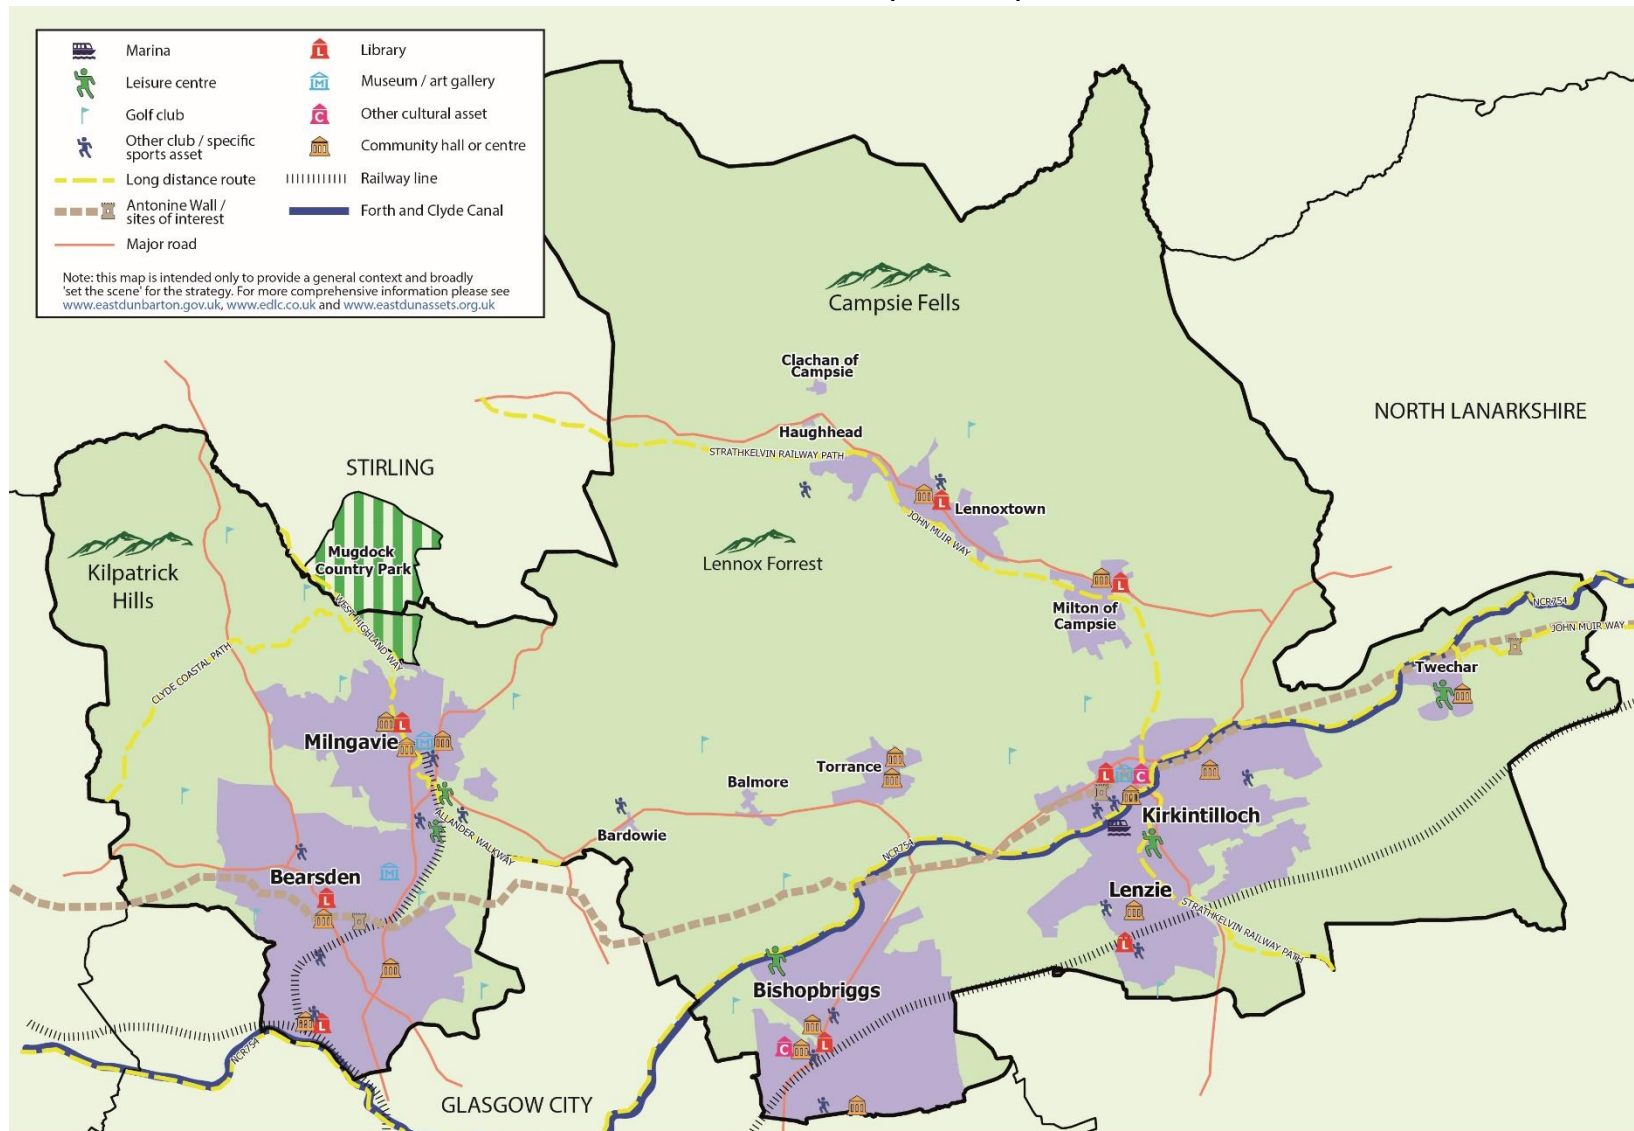 Marina
Leisure centre
Golf club
Other club / specific
sports asset
Long distance route
Antonine Wall /
sites of interest
Major road
L Library
M Museum / art gallery
C Other cultural asset
Community hall or centre
Railway line
Forth and Clyde Canal
Note: this map is intended only to provide a general context and broadly
'set the scene' for the strategy. For more comprehensive information please see
www.eastdunbarton.gov.uk, www.edlc.co.uk and www.eastdunassets.org.uk
Campsie Fells
Clachan of
Campsie
NORTH LANARKSHIRE
Haughhead
STRATHKELVIN RAILWAY PATH
STIRLING
L
Lennoxtown
JOHN MUIR WAY
Mugdock
Country Park
Lennox Forrest
Kilpatrick
Hills
L
Milton of
Campsie
WEST HIGHLAND WAY
NCR754
JOHN MUIR WAY
CLYDE COASTAL PATH
Twechar
L
Milngavie
M
Torrance
Balmore
L M C
Kirkintilloch
Bardowie
ALLANDER WALKWAY
NCR754
M
Bearsden
L
Lenzie
STRATHKELVIN RAILWAY PATH
L
Bishopbriggs
L
C
L
NCR754
GLASGOW CITY